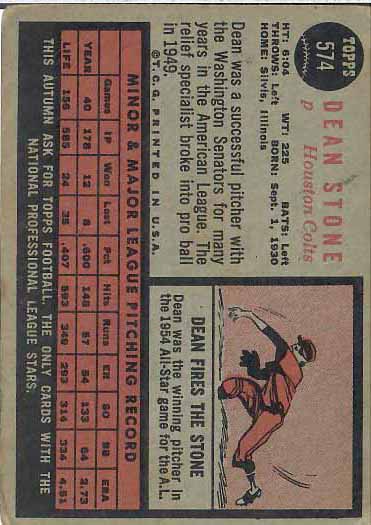 TOPPS
574
DEAN STONE
p Houston Colts
HT: 6:04 WT: 225 BATS: Left
THROWS: Left BORN: Sept. 1, 1930
HOME: Silvis, Illinois
Dean was a successful pitcher with
the Washington Senators for many
years in the American League. The
relief specialist broke into pro ball
in 1949.
©T.C.G. PRINTED IN U.S.A.
DEAN FIRES THE STONE
Dean was the winning pitcher in
the 1954 All-Star game for the A.L.
MINOR & MAJOR LEAGUE PITCHING RECORD
Games IP Won Lost Pct Hits Runs ER SO BB ERA
YEAR 40 178 12 8 .600 148 57 54 133 64 2.73
LIFE 156 585 24 35 .407 593 349 293 314 334 4.51
THIS AUTUMN ASK FOR TOPPS FOOTBALL, THE ONLY CARDS WITH THE
NATIONAL PROFESSIONAL LEAGUE STARS.